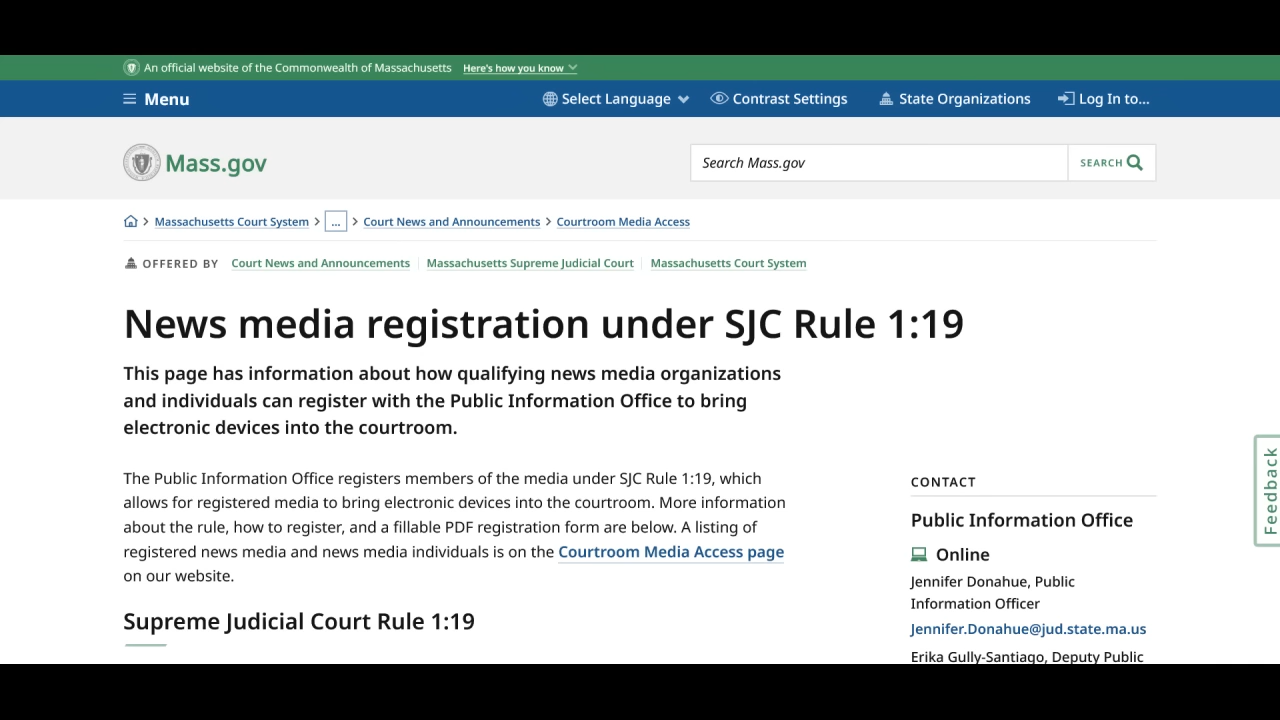 An official website of the Commonwealth of Massachusetts Here's how you know
Menu Select Language Contrast Settings State Organizations Log In to...
Mass.gov Search Mass.gov SEARCH
Massachusetts Court System ... Court News and Announcements Courtroom Media Access
OFFERED BY Court News and Announcements Massachusetts Supreme Judicial Court Massachusetts Court System
News media registration under SJC Rule 1:19
This page has information about how qualifying news media organizations
and individuals can register with the Public Information Office to bring
electronic devices into the courtroom.
The Public Information Office registers members of the media under SJC Rule 1:19, which
allows for registered media to bring electronic devices into the courtroom. More information
about the rule, how to register, and a fillable PDF registration form are below. A listing of
registered news media and news media individuals is on the Courtroom Media Access page
on our website.
Supreme Judicial Court Rule 1:19
CONTACT
Public Information Office
Online
Jennifer Donahue, Public
Information Officer
Jennifer.Donahue@jud.state.ma.us
Erika Gully-Santiago, Deputy Public
Feedback